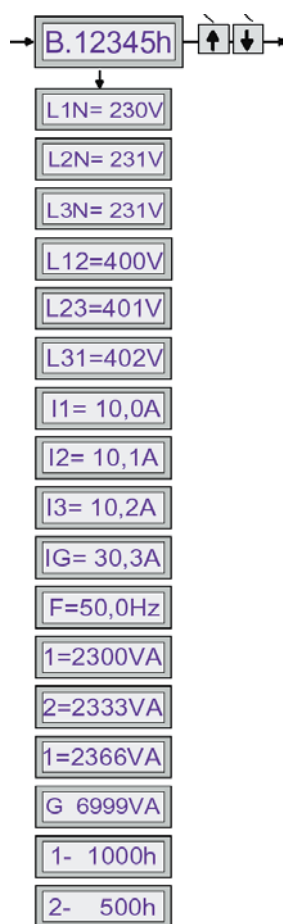 B.12345h
L1N= 230V
L2N= 231V
L3N= 231V
L12=400V
L23=401V
L31=402V
I1= 10,0A
I2= 10,1A
I3= 10,2A
IG= 30,3A
F=50,0Hz
1=2300VA
2=2333VA
1=2366VA
G 6999VA
1- 1000h
2- 500h